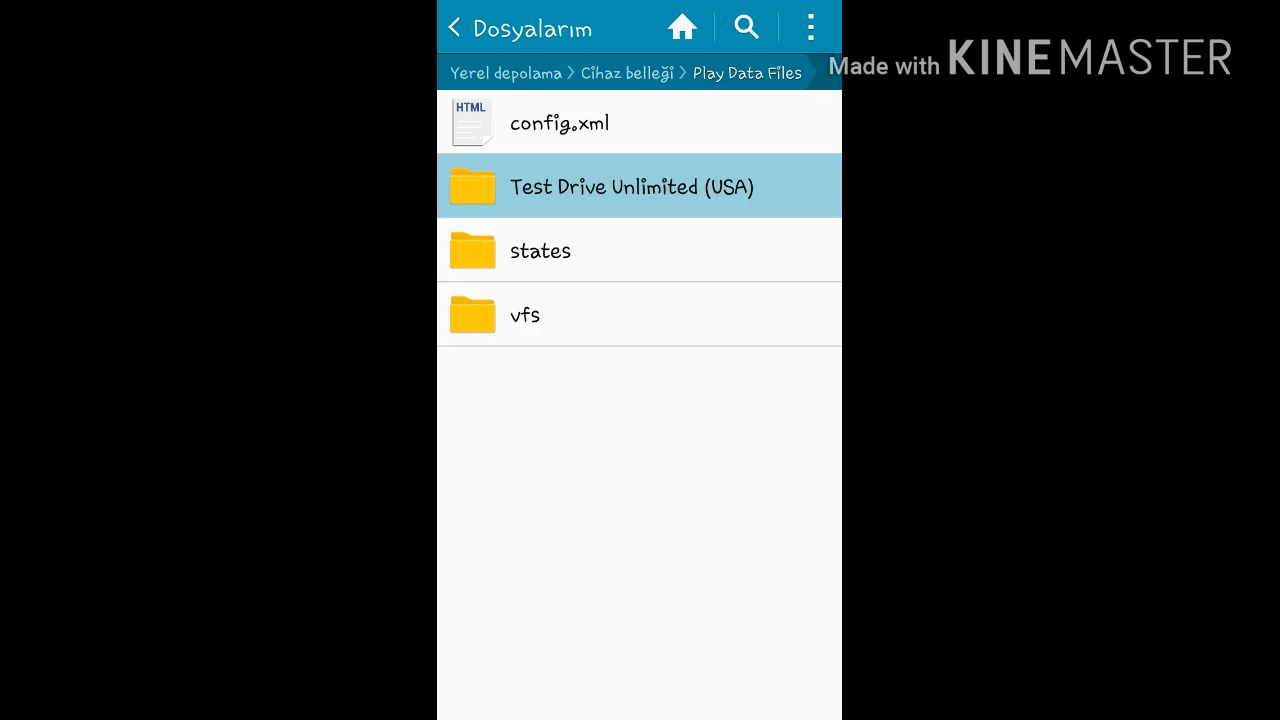 Dosyalarım
Made with KINEMASTER
Yerel depolama > Cihaz belleği > Play Data Files
HTML
config.xml
Test Drive Unlimited (USA)
states
vfs